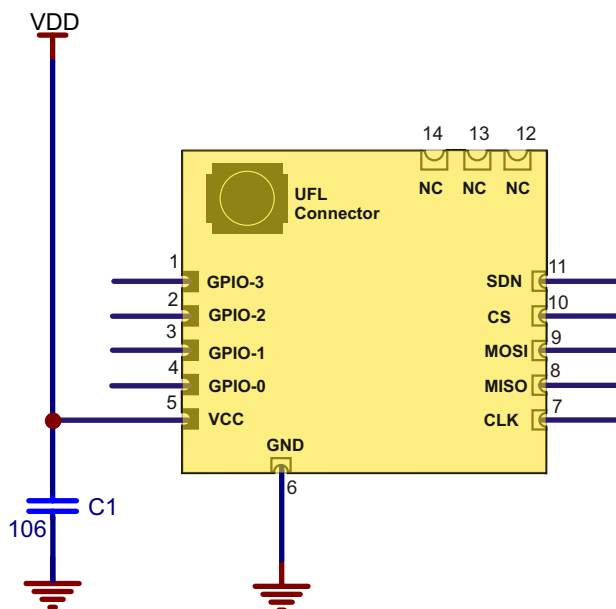 VDD
14 13 12
NC NC NC
UFL
Connector
1 GPIO-3
SDN 11
2 GPIO-2
CS 10
3 GPIO-1
MOSI 9
4 GPIO-0
MISO 8
5 VCC
CLK 7
GND
6
C1
106